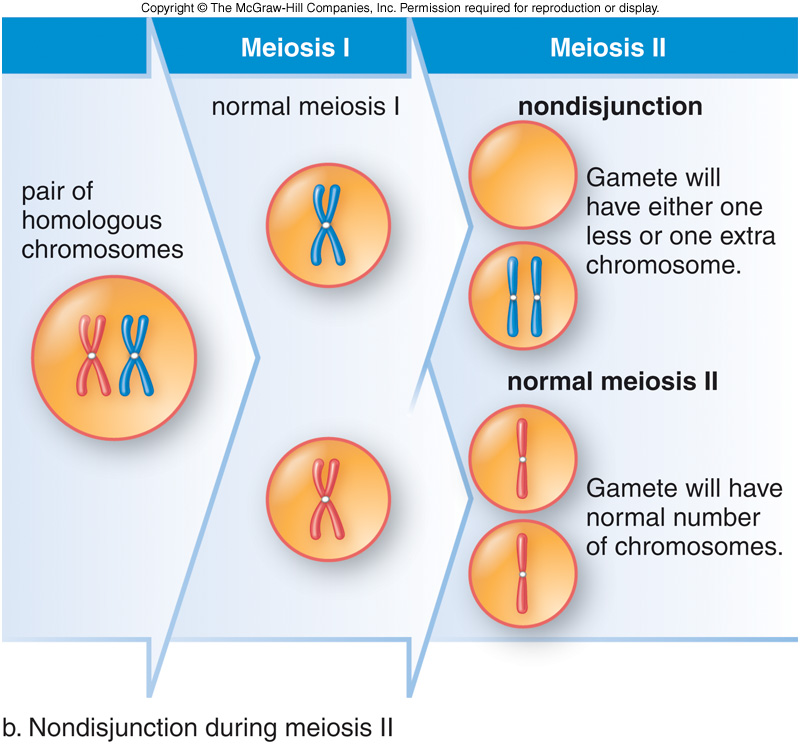 Copyright © The McGraw-Hill Companies, Inc. Permission required for reproduction or display.
Meiosis I
Meiosis II
pair of
homologous
chromosomes
normal meiosis I
nondisjunction
Gamete will
have either one
less or one extra
chromosome.
normal meiosis II
Gamete will have
normal number
of chromosomes.
b. Nondisjunction during meiosis II